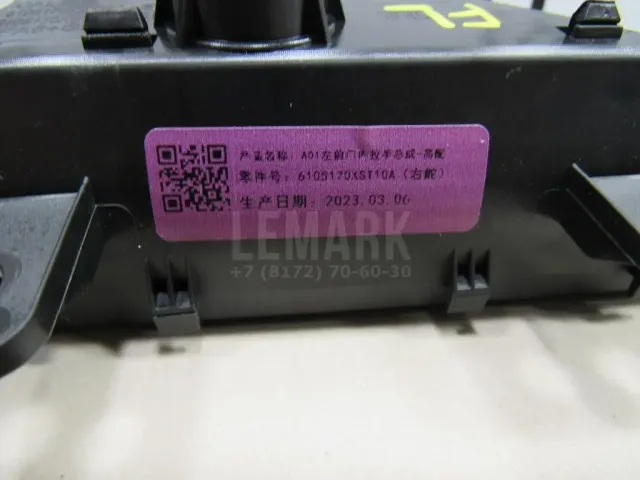 FL
产品名称: A01左前门内拉手总成-高配
零件号: 6105170XST10A (右舵)
生产日期: 2023.03.06
LEMARK
+7 (8172) 70-60-30